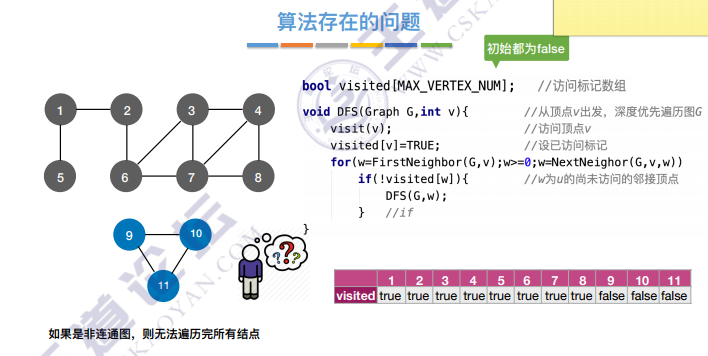 算法存在的问题
初始都为false
bool visited[MAX_VERTEX_NUM]; //访问标记数组
void DFS(Graph G,int v){ //从顶点v出发，深度优先遍历图G
visit(v); //访问顶点v
visited[v]=TRUE; //设已访问标记
for(w=FirstNeighbor(G,v);w>=0;w=NextNeighor(G,v,w))
if(!visited[w]){ //w为u的尚未访问的邻接顶点
DFS(G,w);
} //if
}
1 2 3 4
5 6 7 8
9 10
11
? ? ?
1 2 3 4 5 6 7 8 9 10 11
visited true true true true true true true true false false false
如果是非连通图，则无法遍历完所有结点